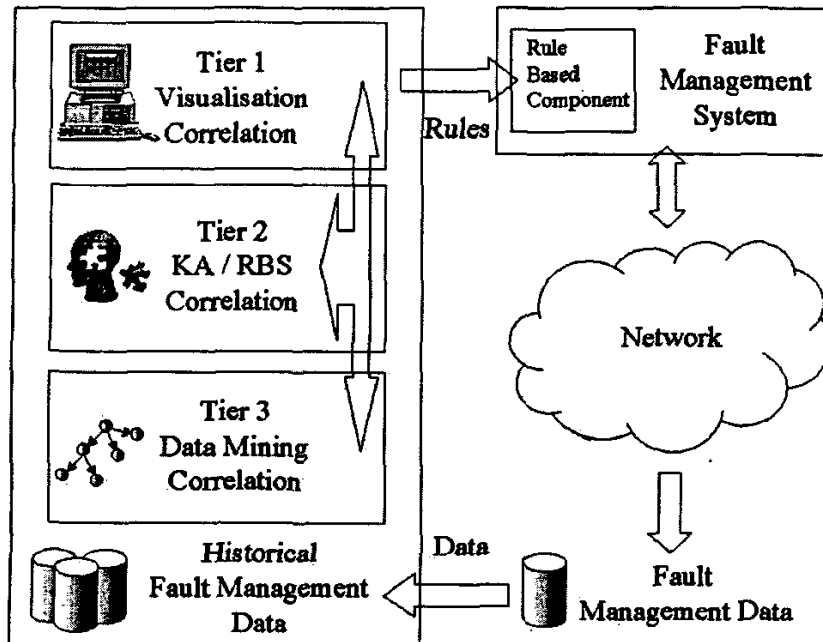 Tier 1
Visualisation
Correlation
Rules
Rule
Based
Component
Fault
Management
System
Tier 2
KA / RBS
Correlation
Network
Tier 3
Data Mining
Correlation
Historical
Fault Management
Data
Data
Fault
Management Data